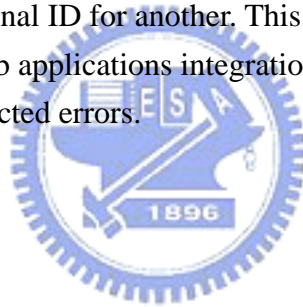 nal ID for another. This
o applications integratio
cted errors.
E S A
1896